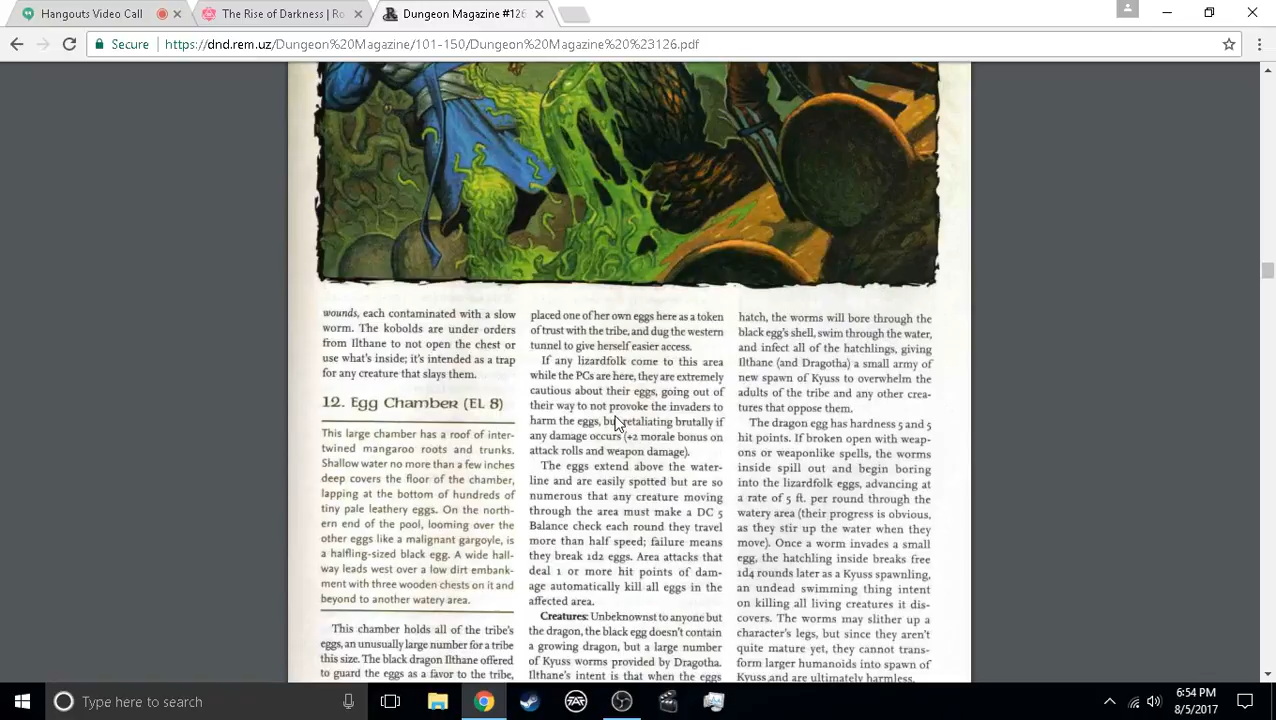 Hangouts Video Call
The Rise of Darkness | Ro
Dungeon Magazine #126
Secure
https://dnd.rem.uz/Dungeon%20Magazine/101-150/Dungeon%20Magazine%20%23126.pdf
wounds, each contaminated with a slow
worm. The kobolds are under orders
from Ilthane to not open the chest or
use what's inside; it's intended as a trap
for any creature that slays them.
12. Egg Chamber (EL 8)
This large chamber has a roof of inter-
twined mangaroo roots and trunks.
Shallow water no more than a few inches
deep covers the floor of the chamber,
lapping at the bottom of hundreds of
tiny pale leathery eggs. On the north-
ern end of the pool, looming over the
other eggs like a malignant gargoyle, is
a halfling-sized black egg. A wide hall-
way leads west over a low dirt embank-
ment with three wooden chests on it and
beyond to another watery area.
This chamber holds all of the tribe's
eggs, an unusually large number for a tribe
this size. The black dragon Ilthane offered
to guard the eggs as a favor to the tribe,
placed one of her own eggs here as a token
of trust with the tribe, and dug the western
tunnel to give herself easier access.
If any lizardfolk come to this area
while the PCs are here, they are extremely
cautious about their eggs, going out of
their way to not provoke the invaders to
harm the eggs, but retaliating brutally if
any damage occurs (+2 morale bonus on
attack rolls and weapon damage).
The eggs extend above the water-
line and are easily spotted but are so
numerous that any creature moving
through the area must make a DC 5
Balance check each round they travel
more than half speed; failure means
they break 1d2 eggs. Area attacks that
deal 1 or more hit points of dam-
age automatically kill all eggs in the
affected area.
Creatures: Unbeknownst to anyone but
the dragon, the black egg doesn't contain
a growing dragon, but a large number
of Kyuss worms provided by Dragotha.
Ilthane's intent is that when the eggs
hatch, the worms will bore through the
black egg's shell, swim through the water,
and infect all of the hatchlings, giving
Ilthane (and Dragotha) a small army of
new spawn of Kyuss to overwhelm the
adults of the tribe and any other crea-
tures that oppose them.
The dragon egg has hardness 5 and 5
hit points. If broken open with weap-
ons or weaponlike spells, the worms
inside spill out and begin boring
into the lizardfolk eggs, advancing at
a rate of 5 ft. per round through the
watery area (their progress is obvious,
as they stir up the water when they
move). Once a worm invades a small
egg, the hatchling inside breaks free
1d4 rounds later as a Kyuss spawnling,
an undead swimming thing intent
on killing all living creatures it dis-
covers. The worms may slither up a
character's legs, but since they aren't
quite mature yet, they cannot trans-
form larger humanoids into spawn of
Kyuss and are ultimately harmless.
Type here to search
6:54 PM
8/5/2017